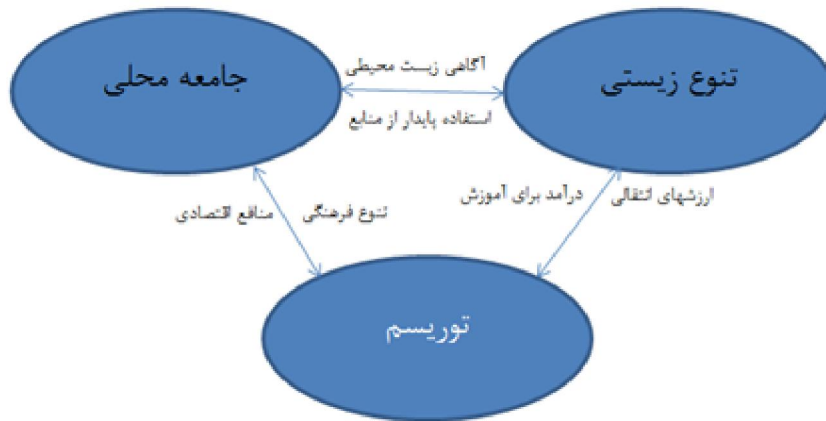 تنوع زیستی
جامعه محلی
آگاهی زیست محیطی
استفاده پایدار از منابع
ارزشهای انتقالی
درآمد برای آموزش
تنوع فرهنگی
منافع اقتصادی
توریسم